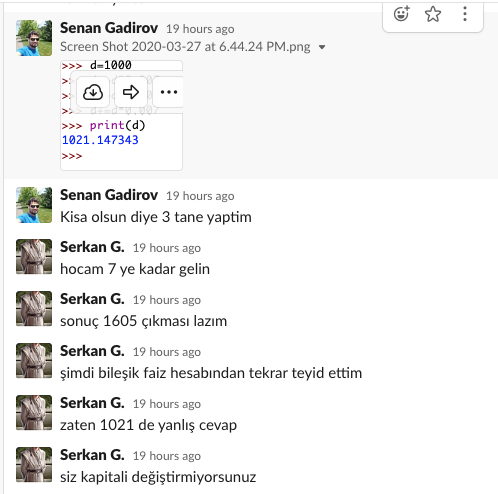 Senan Gadirov 19 hours ago
Screen Shot 2020-03-27 at 6.44.24 PM.png
>>> d=1000
>>>
>>>
>>>
>>> print(d)
1021.147343
>>>
Senan Gadirov 19 hours ago
Kisa olsun diye 3 tane yaptim
Serkan G. 19 hours ago
hocam 7 ye kadar gelin
Serkan G. 19 hours ago
sonuç 1605 çıkması lazım
Serkan G. 19 hours ago
şimdi bileşik faiz hesabından tekrar teyid ettim
Serkan G. 19 hours ago
zaten 1021 de yanlış cevap
Serkan G. 19 hours ago
siz kapitali değiştirmiyorsunuz